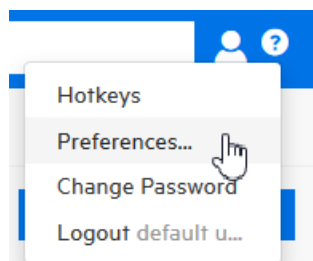 ?
Hotkeys
Preferences...
Change Password
Logout default u...